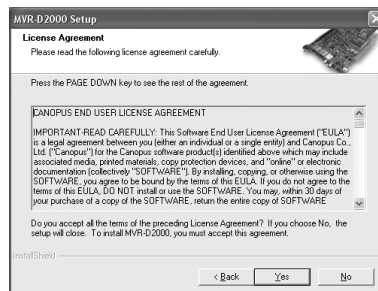 MVR-D2000 Setup
License Agreement
Please read the following license agreement carefully.
Press the PAGE DOWN key to see the rest of the agreement.
CANOPUS END USER LICENSE AGREEMENT
IMPORTANT-READ CAREFULLY: This Software End User License Agreement ("EULA")
is a legal agreement between you (either an individual or a single entity) and Canopus Co.,
Ltd. ("Canopus") for the Canopus software product(s) identified above which may include
associated media, printed materials, copy protection devices, and "online" or electronic
documentation (collectively "SOFTWARE"). By installing, copying, or otherwise using the
SOFTWARE, you agree to be bound by the terms of this EULA. If you do not agree to the
terms of this EULA, DO NOT install or use the SOFTWARE. You may, within 30 days of
your purchase of a copy of the SOFTWARE, return the entire copy of SOFTWARE
Do you accept all the terms of the preceding License Agreement? If you choose No, the
setup will close. To install MVR-D2000, you must accept this agreement.
InstallShield
< Back Yes No